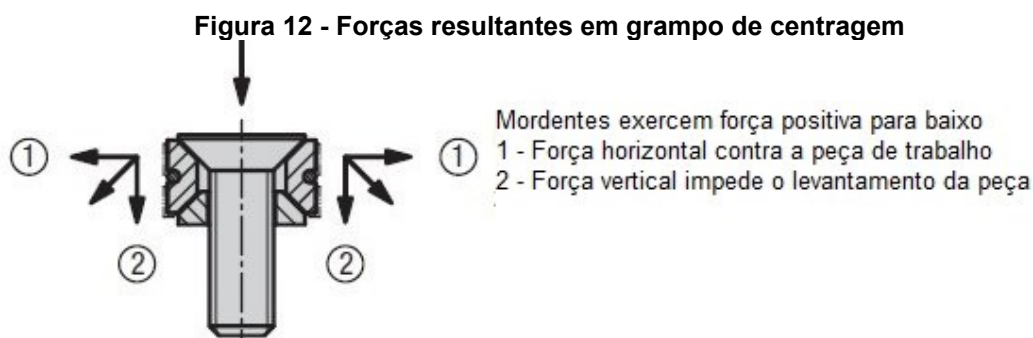 Figura 12 - Forças resultantes em grampo de centragem
Mordentes exercem força positiva para baixo
1 - Força horizontal contra a peça de trabalho
2 - Força vertical impede o levantamento da peça
1
1
2
2